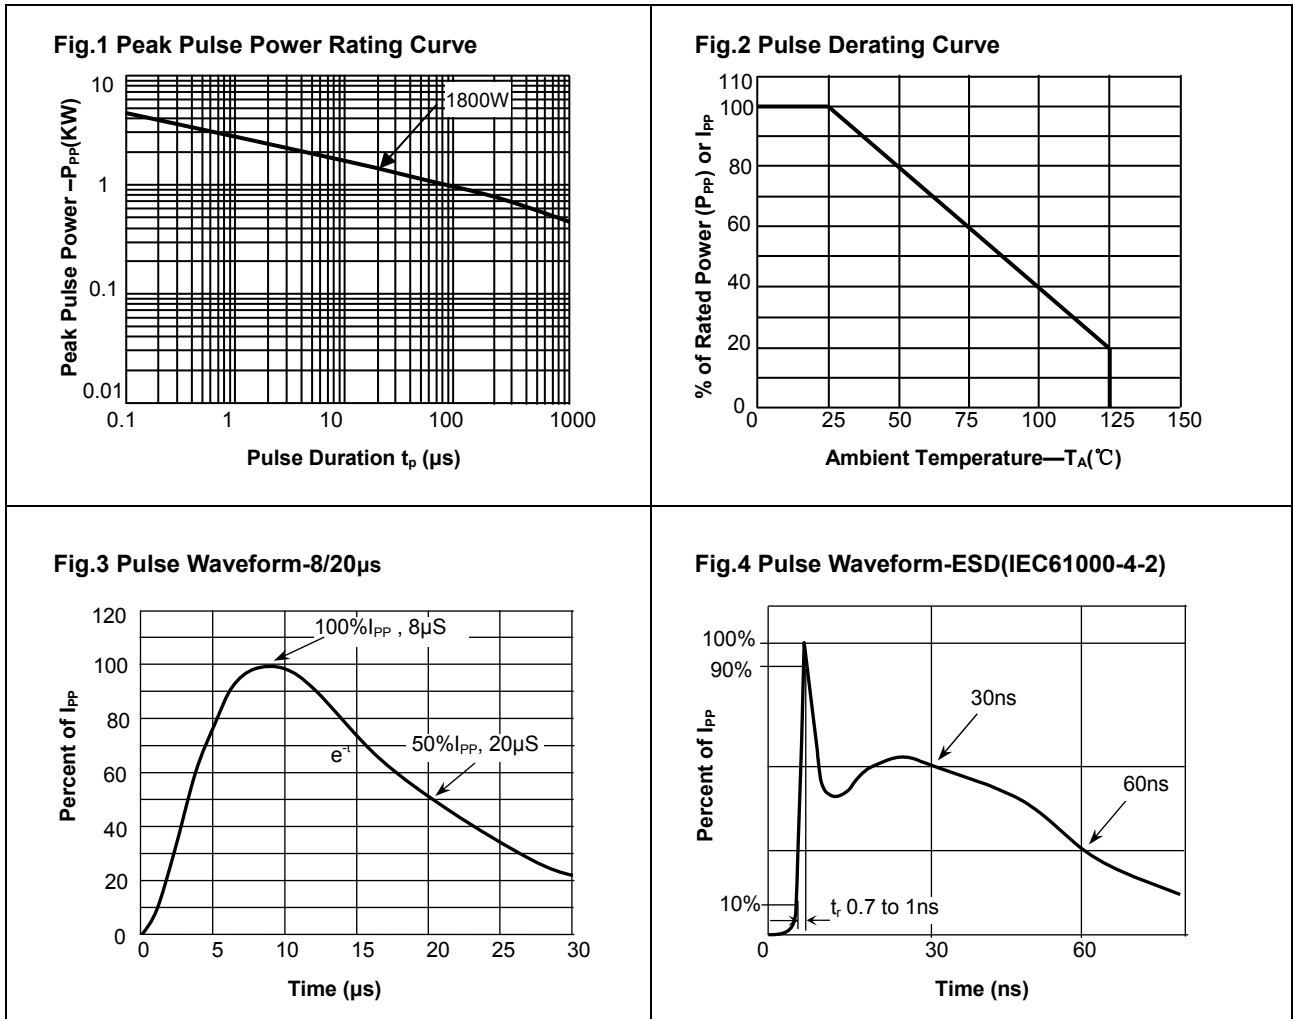 Fig.1 Peak Pulse Power Rating Curve
Peak Pulse Power –PPP(KW)
10
1
0.1
0.01
1800W
0.1 1 10 100 1000
Pulse Duration tp (µs)
Fig.2 Pulse Derating Curve
% of Rated Power (PPP) or IPP
110
100
80
60
40
20
0
25 50 75 100 125 150
Ambient Temperature—TA(℃)
Fig.3 Pulse Waveform-8/20µs
Percent of IPP
120
100
80
60
40
20
0
100%IPP , 8µS
e-t
50%IPP, 20µS
0 5 10 15 20 25 30
Time (µs)
Fig.4 Pulse Waveform-ESD(IEC61000-4-2)
Percent of IPP
100%
90%
10%
30ns
60ns
tr 0.7 to 1ns
0 30 60
Time (ns)